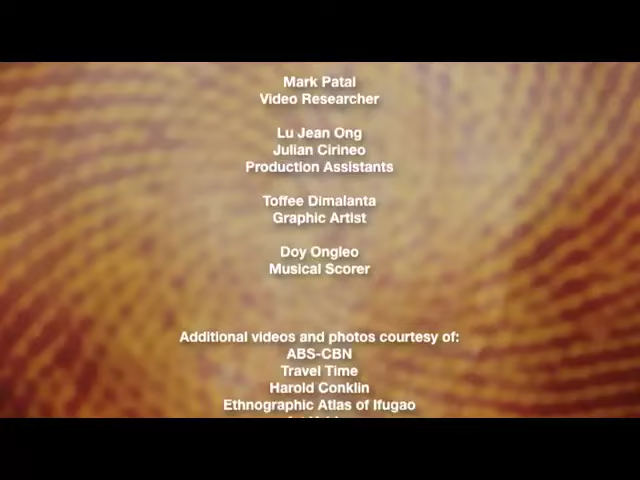 Mark Patal
Video Researcher
Lu Jean Ong
Julian Cirineo
Production Assistants
Toffee Dimalanta
Graphic Artist
Doy Ongleo
Musical Scorer
Additional videos and photos courtesy of:
ABS-CBN
Travel Time
Harold Conklin
Ethnographic Atlas of Ifugao